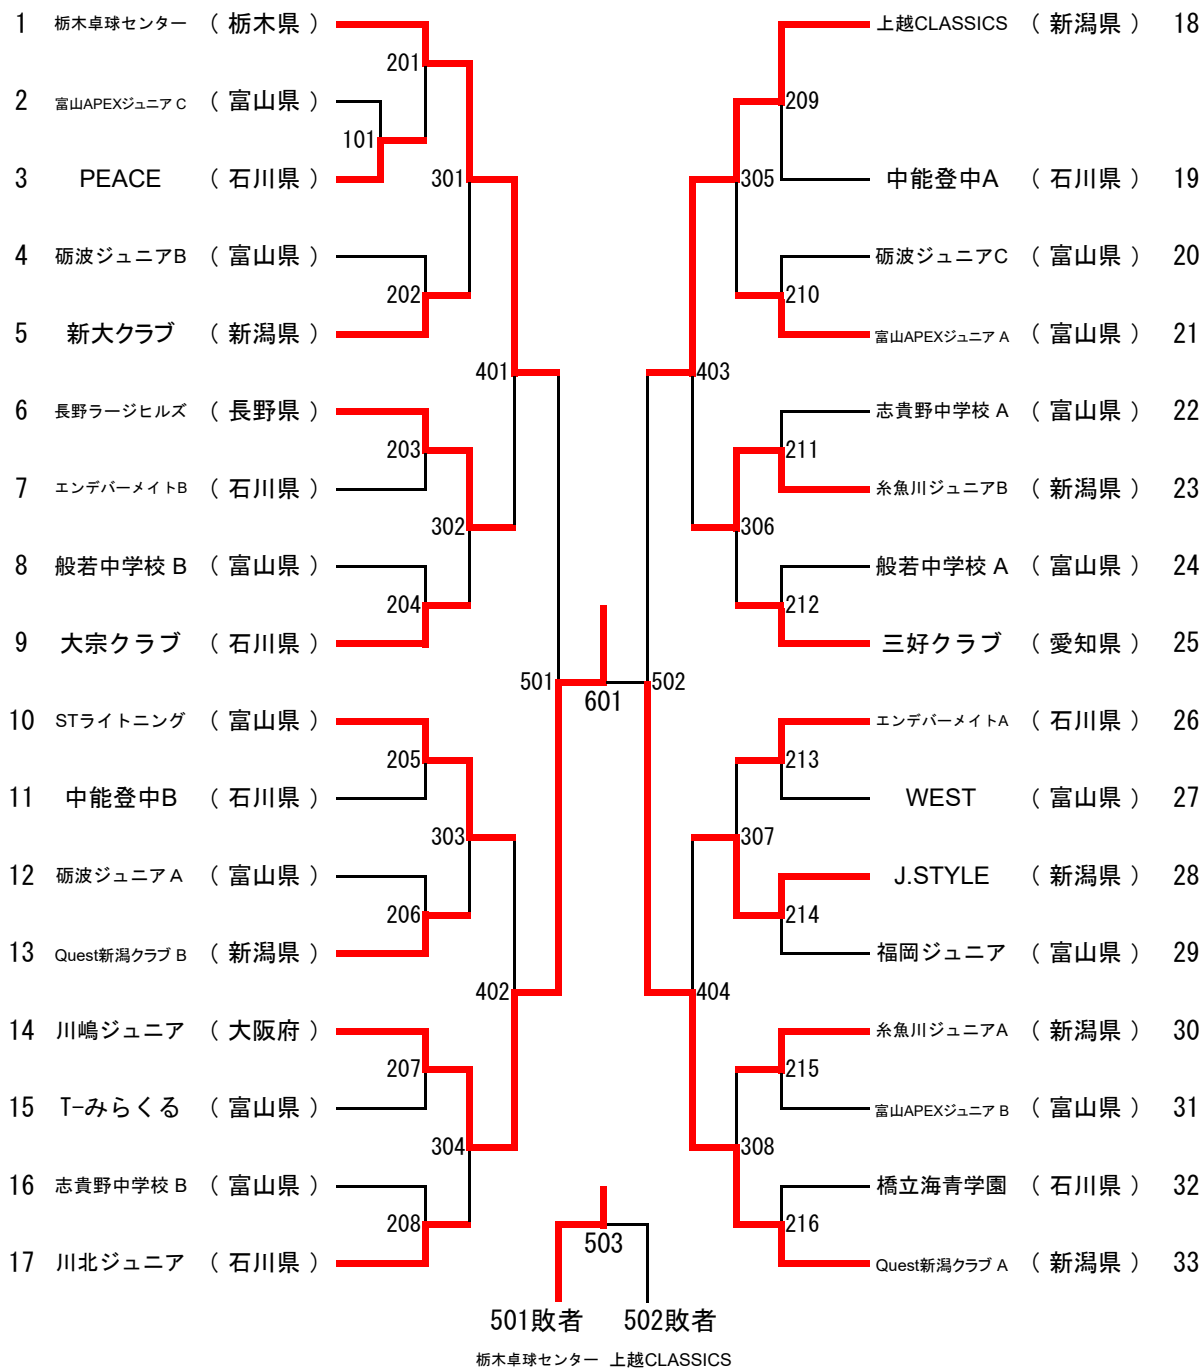 1 栃木卓球センター （ 栃木県 ）
201
2 富山APEXジュニア C （ 富山県 ）
101
3 PEACE （ 石川県 ）
301
4 砺波ジュニアB （ 富山県 ）
202
5 新大クラブ （ 新潟県 ）
401
6 長野ラージヒルズ （ 長野県 ）
203
7 エンデバーメイトB （ 石川県 ）
302
8 般若中学校 B （ 富山県 ）
204
9 大宗クラブ （ 石川県 ）
501
10 STライトニング （ 富山県 ）
205
11 中能登中B （ 石川県 ）
303
12 砺波ジュニア A （ 富山県 ）
206
13 Quest新潟クラブ B （ 新潟県 ）
402
14 川嶋ジュニア （ 大阪府 ）
207
15 T-みらくる （ 富山県 ）
304
16 志貴野中学校 B （ 富山県 ）
208
17 川北ジュニア （ 石川県 ）
601
上越CLASSICS （ 新潟県 ） 18
209
中能登中A （ 石川県 ） 19
305
砺波ジュニアC （ 富山県 ） 20
210
富山APEXジュニア A （ 富山県 ） 21
403
志貴野中学校 A （ 富山県 ） 22
211
糸魚川ジュニアB （ 新潟県 ） 23
306
般若中学校 A （ 富山県 ） 24
212
三好クラブ （ 愛知県 ） 25
502
エンデバーメイトA （ 石川県 ） 26
213
WEST （ 富山県 ） 27
307
J.STYLE （ 新潟県 ） 28
214
福岡ジュニア （ 富山県 ） 29
404
糸魚川ジュニアA （ 新潟県 ） 30
215
富山APEXジュニア B （ 富山県 ） 31
308
橋立海青学園 （ 石川県 ） 32
216
Quest新潟クラブ A （ 新潟県 ） 33
503
501敗者 502敗者
栃木卓球センター 上越CLASSICS